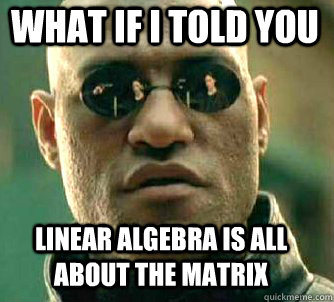 WHAT IF I TOLD YOU
LINEAR ALGEBRA IS ALL
ABOUT THE MATRIX
quickmeme.com